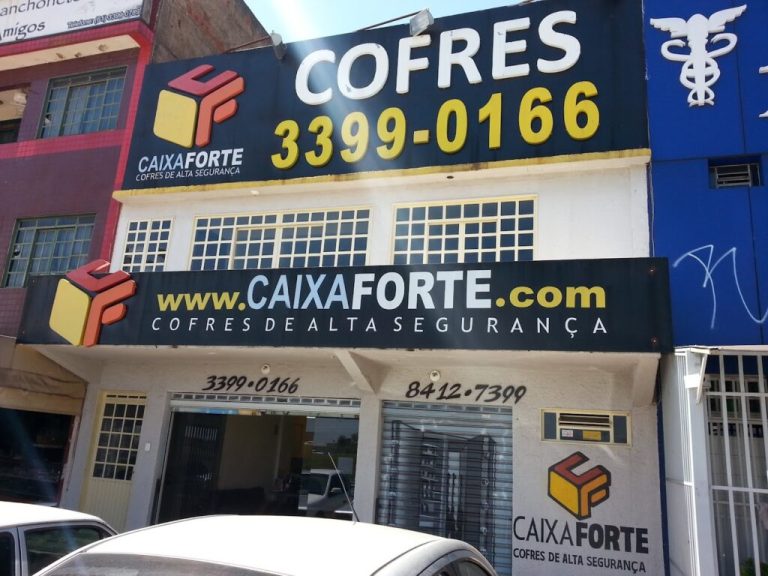 anchonete
Amigos
COFRES
3399-0166
CAIXAFORTE
COFRES DE ALTA SEGURANÇA
www.CAIXAFORTE.com
COFRES DE ALTA SEGURANÇA
3399·0166
8412·7399
CAIXAFORTE
COFRES DE ALTA SEGURANÇA